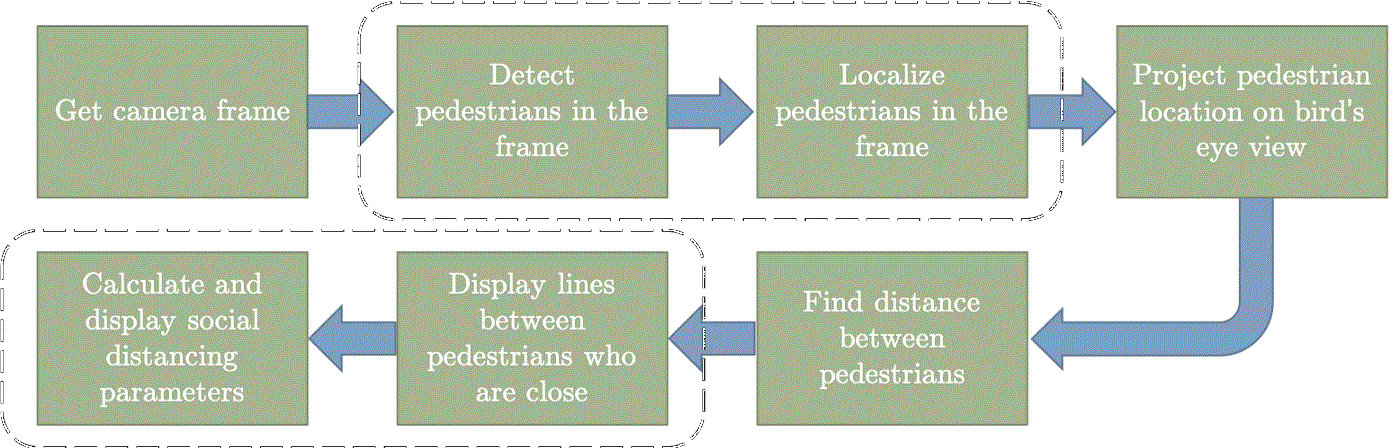 Get camera frame
Detect
pedestrians in the
frame
Localize
pedestrians in the
frame
Project pedestrian
location on bird's
eye view
Find distance
between
pedestrians
Display lines
between
pedestrians who
are close
Calculate and
display social
distancing
parameters